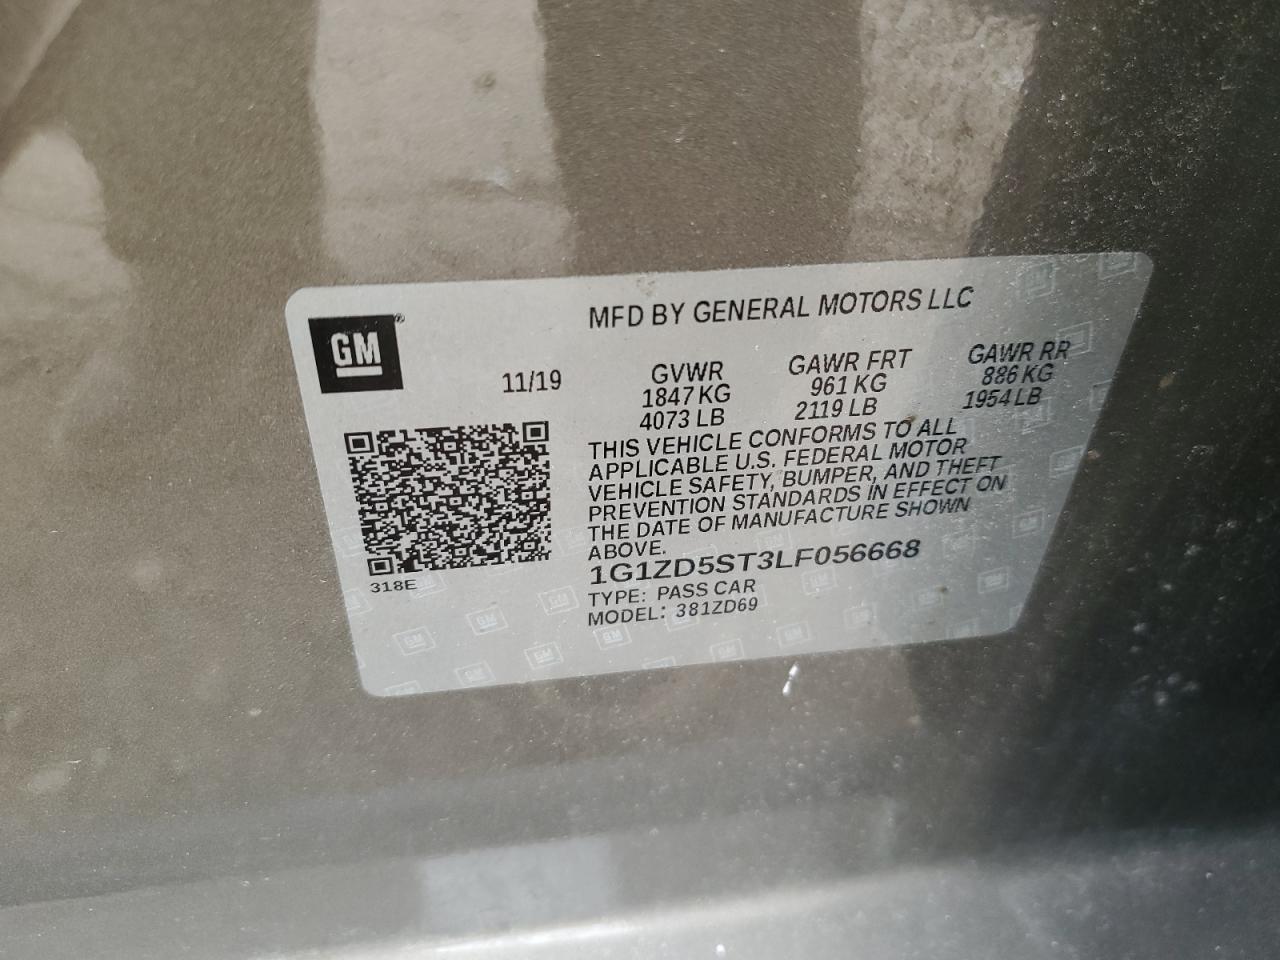 MFD BY GENERAL MOTORS LLC
GM®
11/19
GVWR
1847 KG
4073 LB
GAWR FRT
961 KG
2119 LB
GAWR RR
886 KG
1954 LB
THIS VEHICLE CONFORMS TO ALL
APPLICABLE U.S. FEDERAL MOTOR
VEHICLE SAFETY, BUMPER, AND THEFT
PREVENTION STANDARDS IN EFFECT ON
THE DATE OF MANUFACTURE SHOWN
ABOVE.
1G1ZD5ST3LF056668
TYPE: PASS CAR
MODEL: 381ZD69
318E